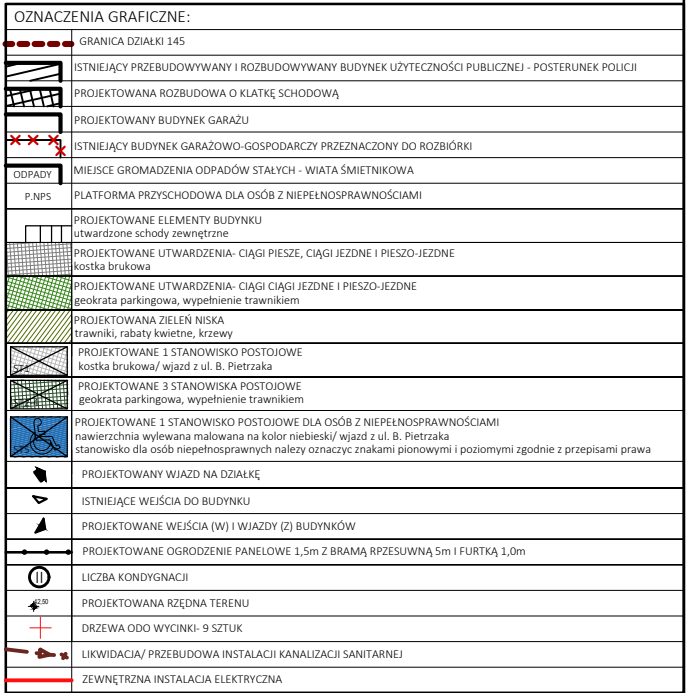 OZNACZENIA GRAFICZNE:
GRANICA DZIAŁKI 145
ISTNIEJĄCY PRZEBUDOWYWANY I ROZBUDOWYWANY BUDYNEK UŻYTECZNOŚCI PUBLICZNEJ - POSTERUNEK POLICJI
PROJEKTOWANA ROZBUDOWA O KLATKĘ SCHODOWĄ
PROJEKTOWANY BUDYNEK GARAŻU
ISTNIEJĄCY BUDYNEK GARAŻOWO-GOSPODARCZY PRZEZNACZONY DO ROZBIÓRKI
ODPADY MIEJSCE GROMADZENIA ODPADÓW STAŁYCH - WIATA ŚMIETNIKOWA
P.NPS PLATFORMA PRZYSCHODOWA DLA OSÓB Z NIEPEŁNOSPRAWNOŚCIAMI
PROJEKTOWANE ELEMENTY BUDYNKU
utwardzone schody zewnętrzne
PROJEKTOWANE UTWARDZENIA- CIĄGI PIESZE, CIĄGI JEZDNE I PIESZO-JEZDNE
kostka brukowa
PROJEKTOWANE UTWARDZENIA- CIĄGI CIĄGI JEZDNE I PIESZO-JEZDNE
geokrata parkingowa, wypełnienie trawnikiem
PROJEKTOWANA ZIELEŃ NISKA
trawniki, rabaty kwietne, krzewy
PROJEKTOWANE 1 STANOWISKO POSTOJOWE
kostka brukowa/ wjazd z ul. B. Pietrzaka
PROJEKTOWANE 3 STANOWISKA POSTOJOWE
geokrata parkingowa, wypełnienie trawnikiem
PROJEKTOWANE 1 STANOWISKO POSTOJOWE DLA OSÓB Z NIEPEŁNOSPRAWNOŚCIAMI
nawierzchnia wylewana malowana na kolor niebieski/ wjazd z ul. B. Pietrzaka
stanowisko dla osób niepełnosprawnych nalezy oznaczyc znakami pionowymi i poziomymi zgodnie z przepisami prawa
PROJEKTOWANY WJAZD NA DZIAŁKĘ
ISTNIEJĄCE WEJŚCIA DO BUDYNKU
PROJEKTOWANE WEJŚCIA (W) I WJAZDY (Z) BUDYNKÓW
PROJEKTOWANE OGRODZENIE PANELOWE 1,5m Z BRAMĄ RPZESUWNĄ 5m I FURTKĄ 1,0m
II LICZBA KONDYGNACJI
PROJEKTOWANA RZĘDNA TERENU
DRZEWA ODO WYCINKI- 9 SZTUK
LIKWIDACJA/ PRZEBUDOWA INSTALACJI KANALIZACJI SANITARNEJ
ZEWNĘTRZNA INSTALACJA ELEKTRYCZNA